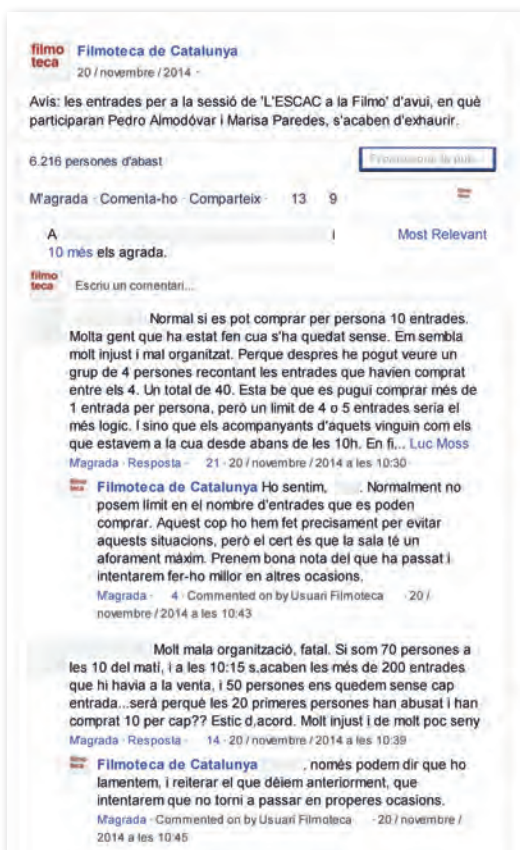 filmo
teca
Filmoteca de Catalunya
20 / novembre / 2014 ·
Avís: les entrades per a la sessió de 'L'ESCAC a la Filmo' d'avui, en què
participaran Pedro Almodóvar i Marisa Paredes, s'acaben d'exhaurir.
6.216 persones d'abast
M'agrada · Comenta-ho · Comparteix · 13 9
A i Most Relevant
10 més els agrada.
filmo
teca
Escriu un comentari...
Normal si es pot comprar per persona 10 entrades.
Molta gent que ha estat fen cua s'ha quedat sense. Em sembla
molt injust i mal organitzat. Perque despres he pogut veure un
grup de 4 persones recontant les entrades que havien comprat
entre els 4. Un total de 40. Esta be que es pugui comprar més de
1 entrada per persona, però un limit de 4 o 5 entrades seria el
més logic. I sino que els acompanyants d'aquets vinguin com els
que estavem a la cua desde abans de les 10h. En fi,.. Luc Moss
M'agrada · Resposta · 21 · 20 / novembre / 2014 a les 10:30
Filmoteca de Catalunya Ho sentim, . Normalment no
posem límit en el nombre d'entrades que es poden
comprar. Aquest cop ho hem fet precisament per evitar
aquests situacions, però el cert és que la sala té un
aforament màxim. Prenem bona nota del que ha passat i
intentarem fer-ho millor en altres ocasions.
M'agrada · 4 · Commented on by Usuari Filmoteca · 20 /
novembre / 2014 a les 10:43
Molt mala organització, fatal. Si som 70 persones a
les 10 del matí, i a les 10:15 s,acaben les més de 200 entrades
que hi havia a la venta, i 50 persones ens quedem sense cap
entrada...serà perquè les 20 primeres persones han abusat i han
comprat 10 per cap?? Estic d,acord. Molt injust i de molt poc seny
M'agrada · Resposta · 14 · 20 / novembre / 2014 a les 10:39
Filmoteca de Catalunya , només podem dir que ho
lamentem, i reiterar el que dèiem anteriorment, que
intentarem que no torni a passar en properes ocasions.
M'agrada · Commented on by Usuari Filmoteca · 20 / novembre /
2014 a les 10:45